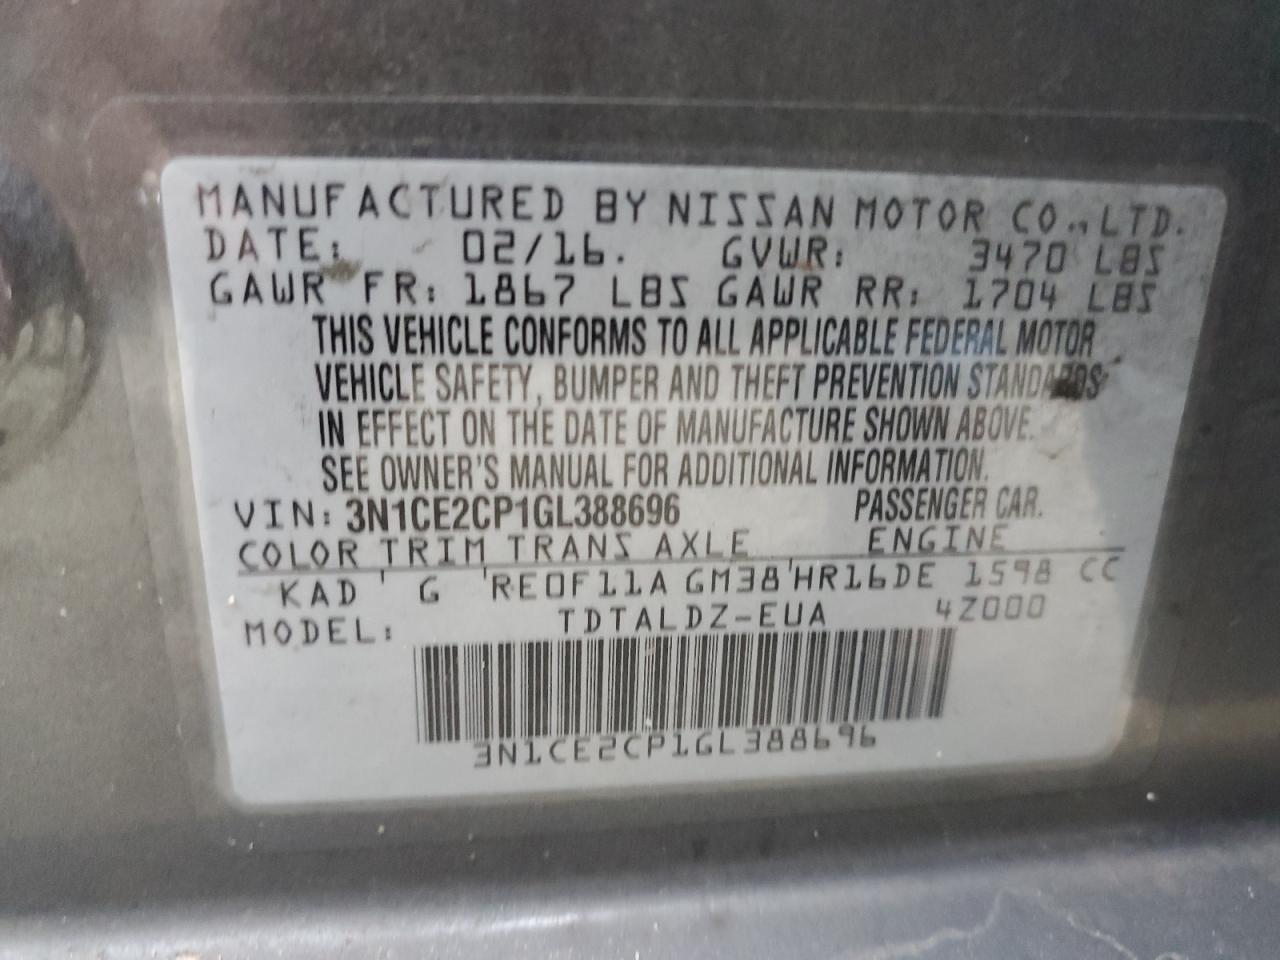 MANUFACTURED BY NISSAN MOTOR CO., LTD.
DATE: 02/16. GVWR: 3470 LBS
GAWR FR: 1867 LBS GAWR RR: 1704 LBS
THIS VEHICLE CONFORMS TO ALL APPLICABLE FEDERAL MOTOR
VEHICLE SAFETY, BUMPER AND THEFT PREVENTION STANDARDS
IN EFFECT ON THE DATE OF MANUFACTURE SHOWN ABOVE.
SEE OWNER'S MANUAL FOR ADDITIONAL INFORMATION.
VIN: 3N1CE2CP1GL388696 PASSENGER CAR.
COLOR TRIM TRANS AXLE ENGINE
KAD G RE0F11A GM38 HR16DE 1598 CC
MODEL: TDTALDZ-EUA 4Z000
3N1CE2CP1GL388696